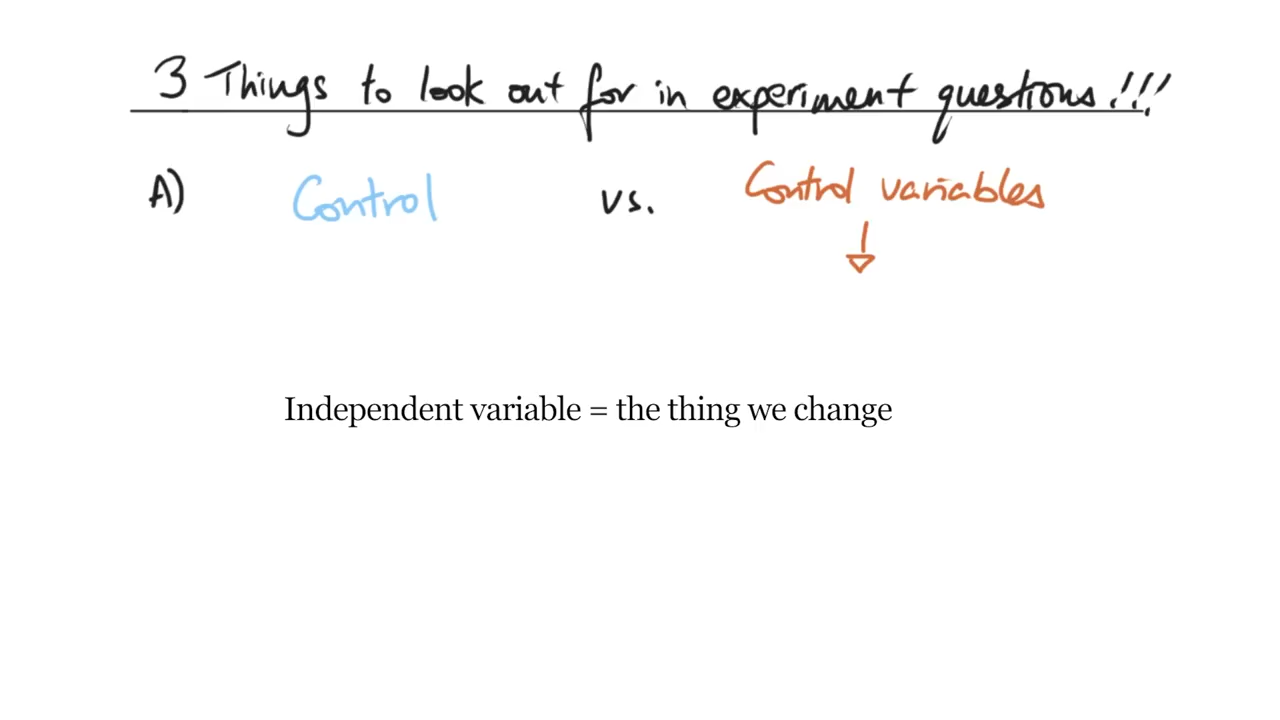 3 Things to look out for in experiment questions!!!
A) Control vs. Control variables
Independent variable = the thing we change